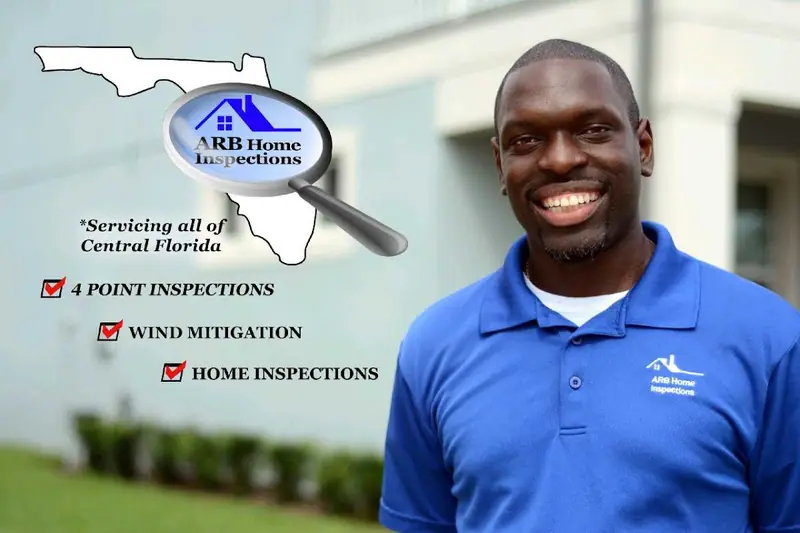 ARB Home
Inspections
*Servicing all of
Central Florida
4 POINT INSPECTIONS
WIND MITIGATION
HOME INSPECTIONS
ARB Home
Inspections